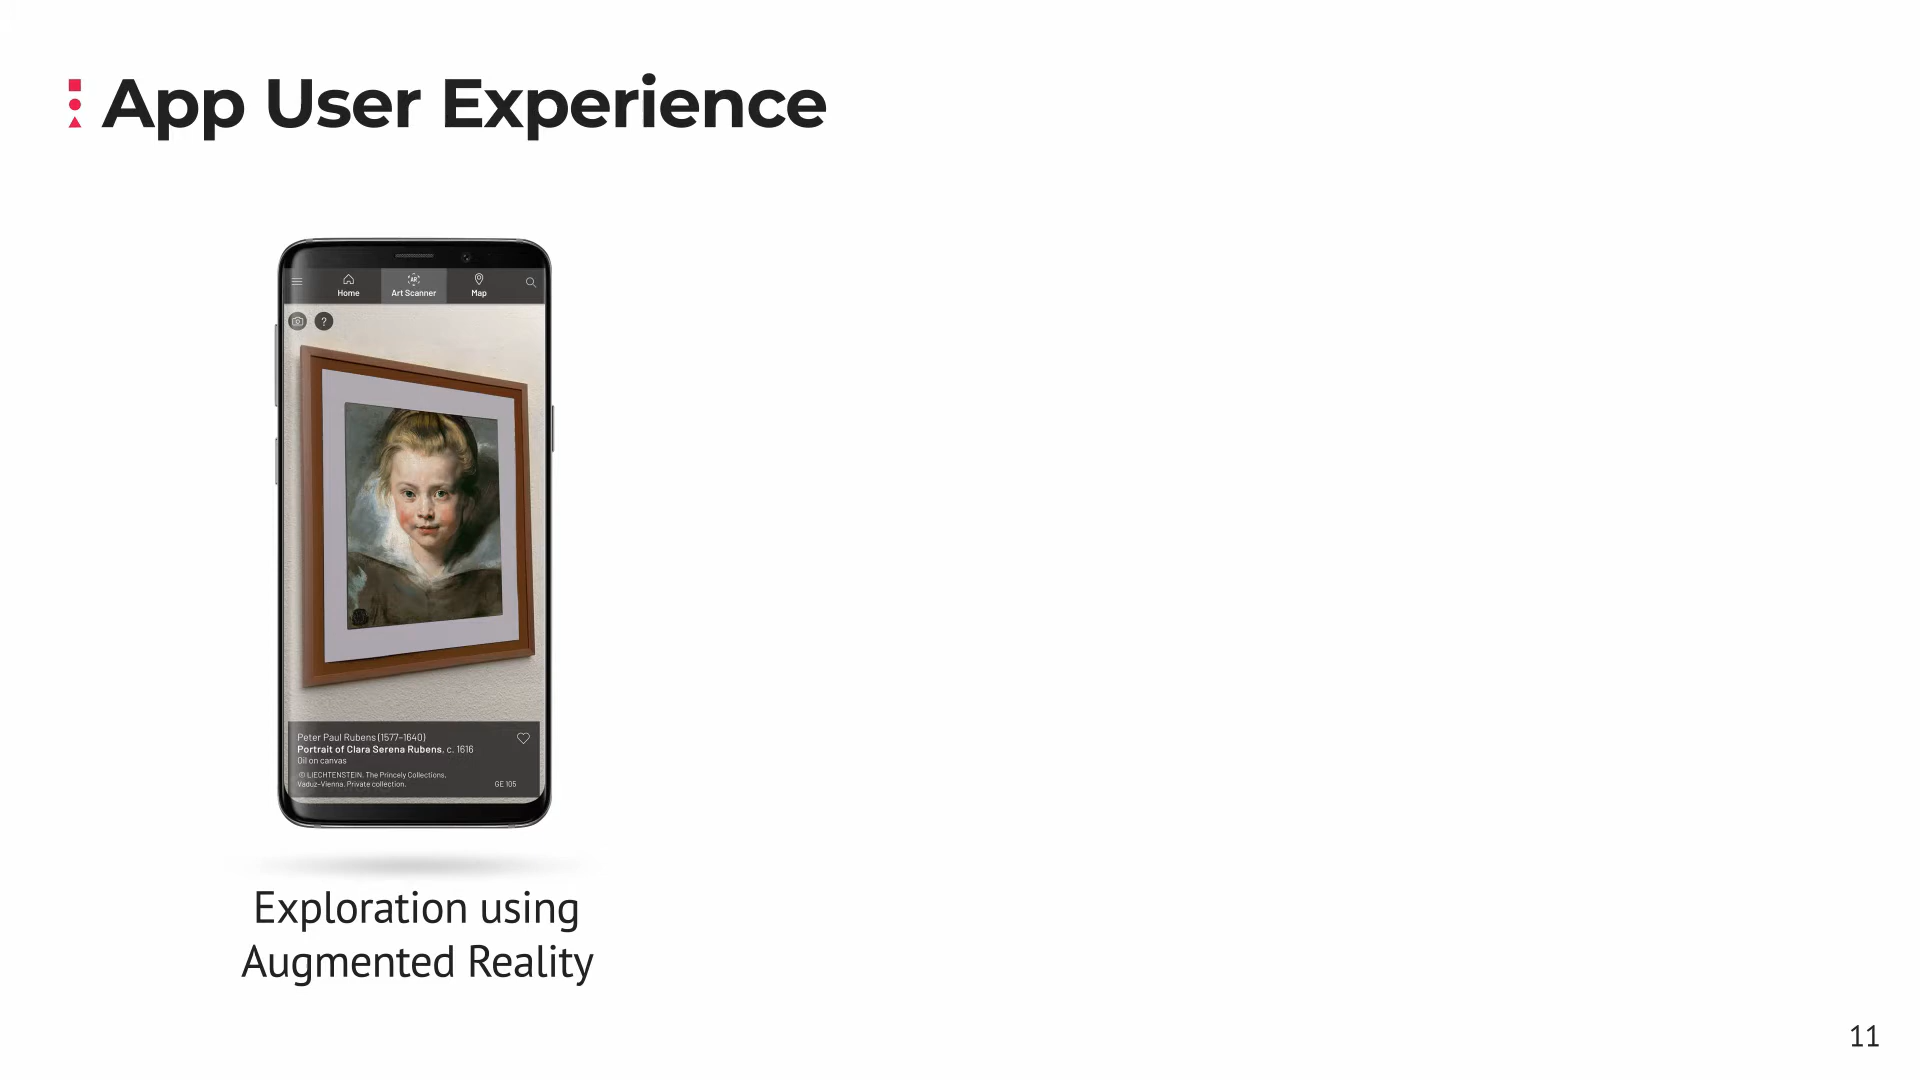 App User Experience
Home
Art Scanner
Map
AR
?
Peter Paul Rubens (1577–1640)
Portrait of Clara Serena Rubens, c. 1616
Oil on canvas
© LIECHTENSTEIN. The Princely Collections,
Vaduz–Vienna. Private collection.
GE 105
Exploration using
Augmented Reality
11